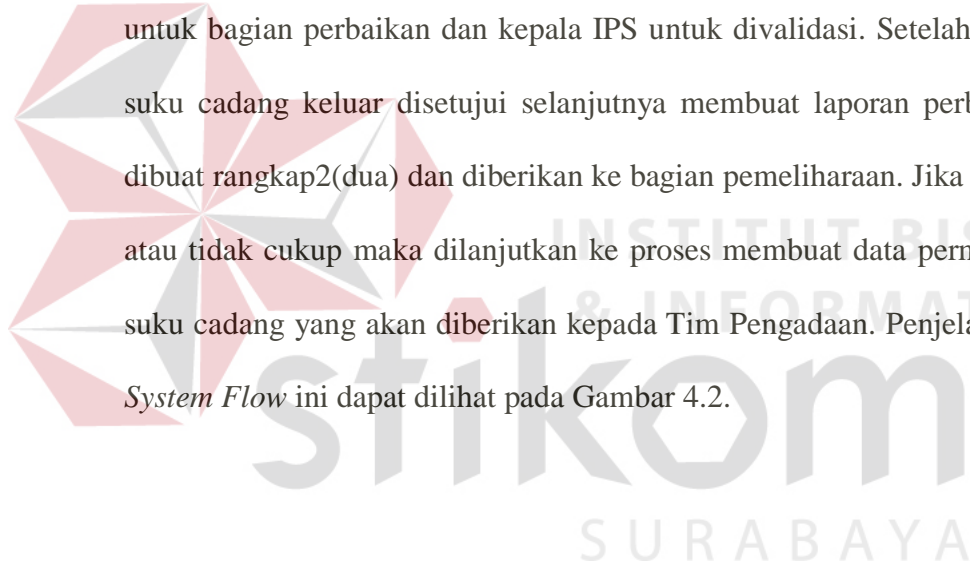 untuk bagian perbaikan dan kepala IPS untuk divalidasi. Setelah
suku cadang keluar disetujui selanjutnya membuat laporan perb
dibuat rangkap2(dua) dan diberikan ke bagian pemeliharaan. Jika
INSTITUT BIS
atau tidak cukup maka dilanjutkan ke proses membuat data perm
& INFORMAT
suku cadang yang akan diberikan kepada Tim Pengadaan. Penjela
System Flow ini dapat dilihat pada Gambar 4.2.
stikom
SURABAYA